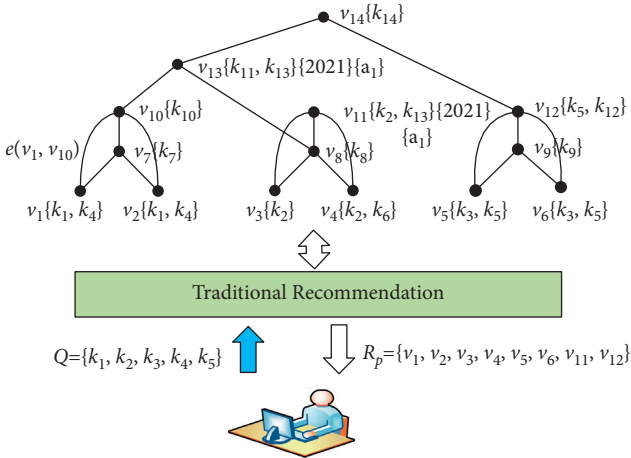 v₁₄{k₁₄}
v₁₃{k₁₁, k₁₃}{2021}{a₁}
v₁₀{k₁₀} v₁₁{k₂, k₁₃}{2021} v₁₂{k₅, k₁₂}
{a₁}
e(v₁, v₁₀) v₇{k₇} v₈{k₈} v₉{k₉}
v₁{k₁, k₄} v₂{k₁, k₄} v₃{k₂} v₄{k₂, k₆} v₅{k₃, k₅} v₆{k₃, k₅}
Traditional Recommendation
Q={k₁, k₂, k₃, k₄, k₅} Rₚ={v₁, v₂, v₃, v₄, v₅, v₆, v₁₁, v₁₂}